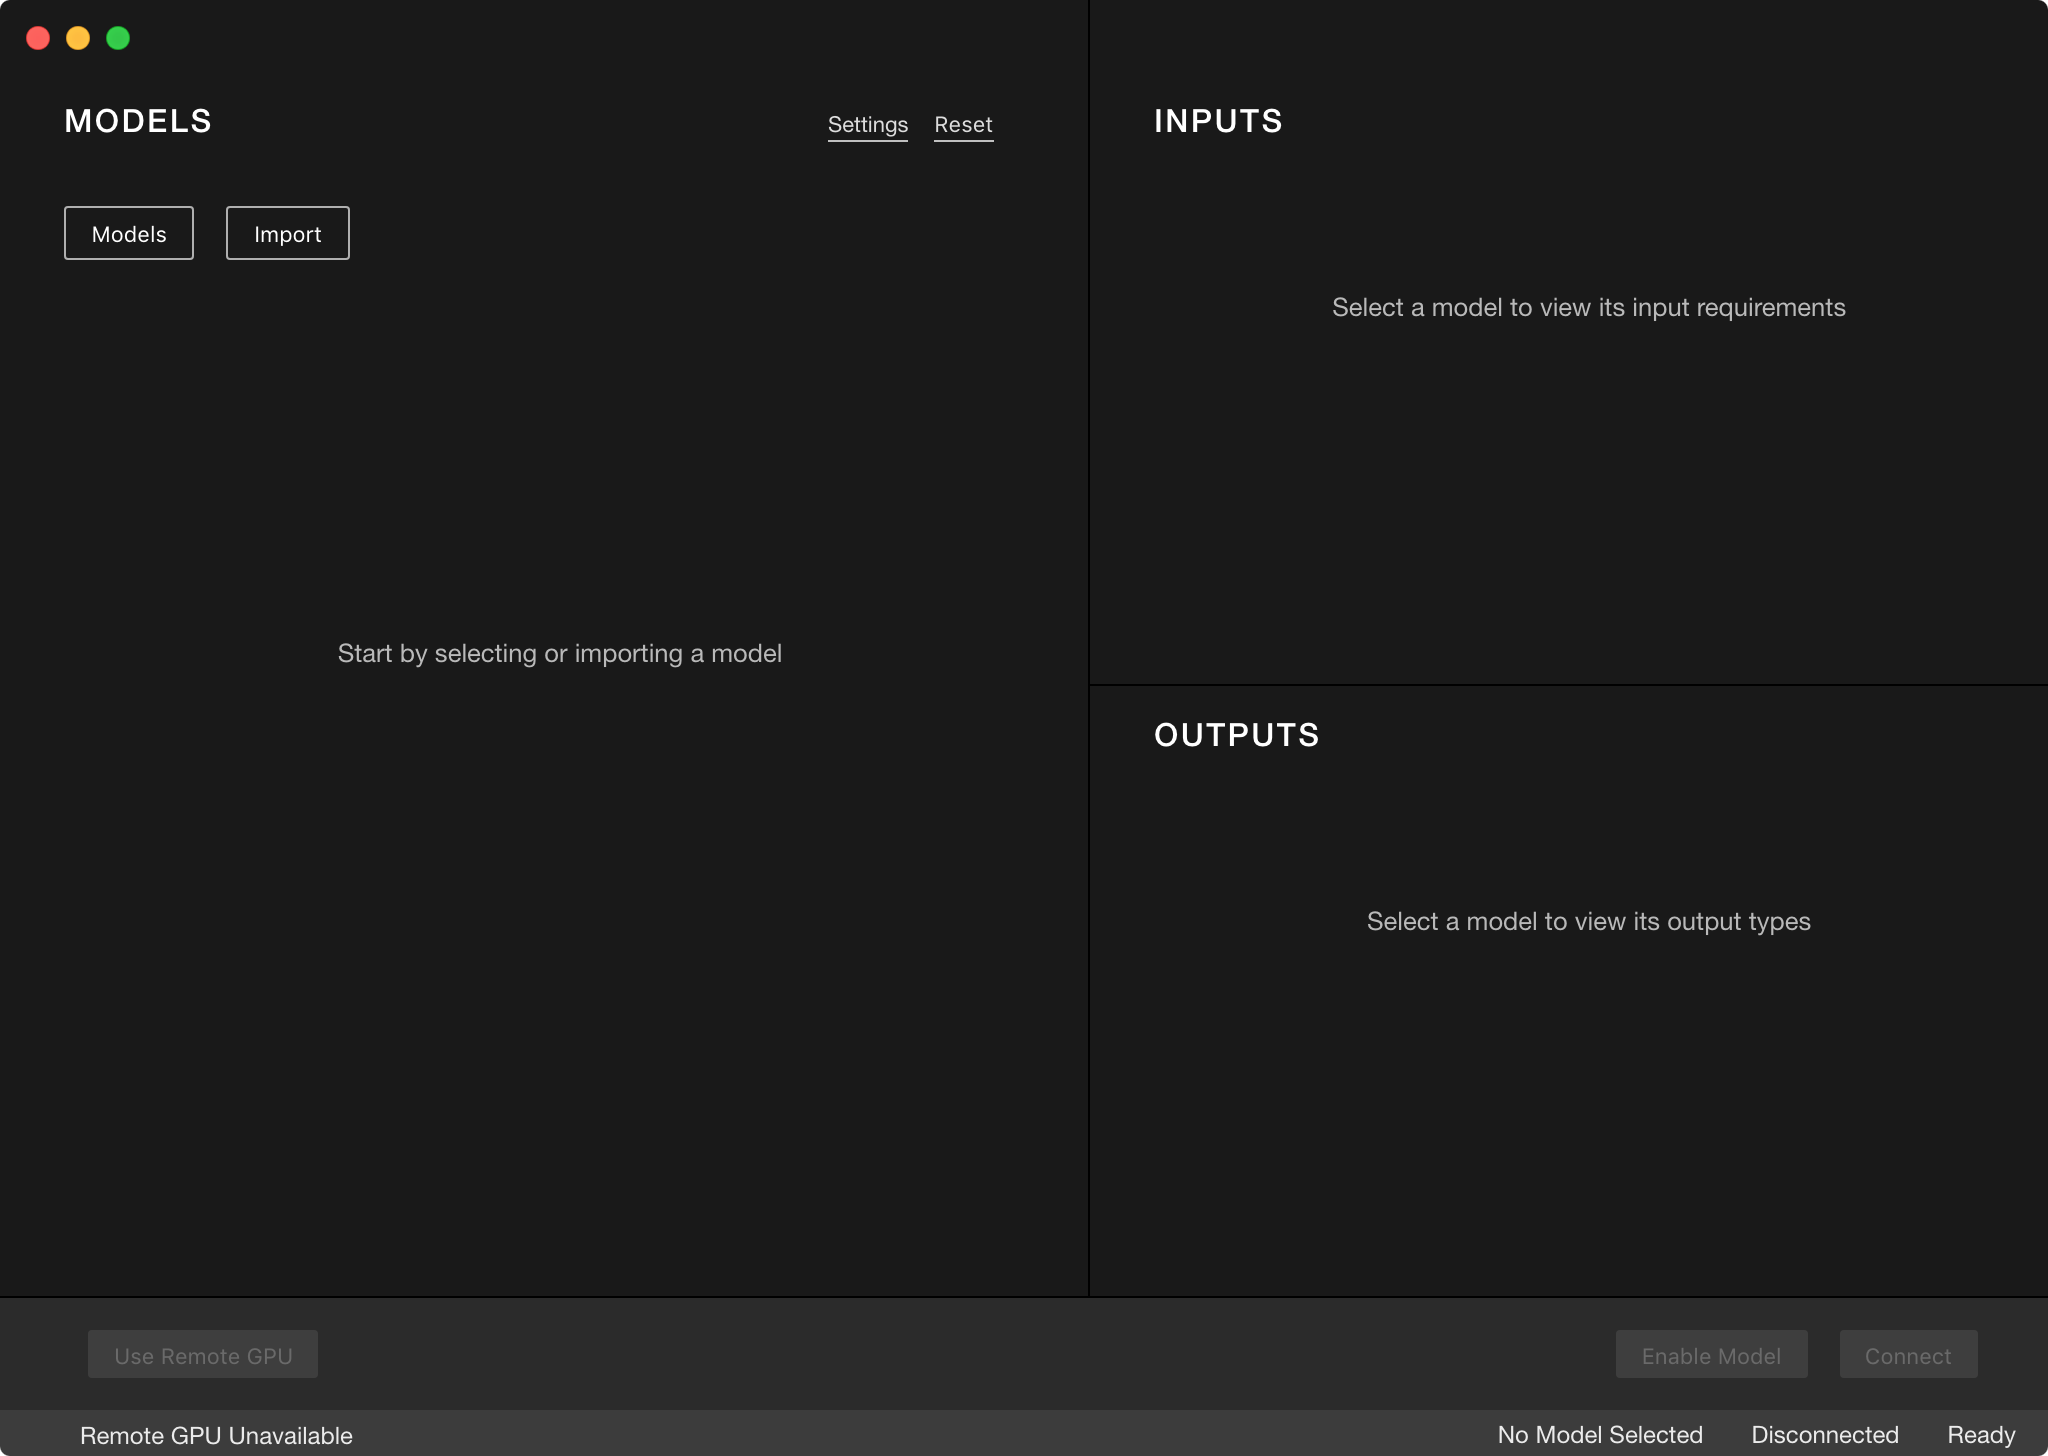 MODELS
Settings Reset
Models Import
Start by selecting or importing a model
INPUTS
Select a model to view its input requirements
OUTPUTS
Select a model to view its output types
Use Remote GPU
Enable Model Connect
Remote GPU Unavailable
No Model Selected Disconnected Ready